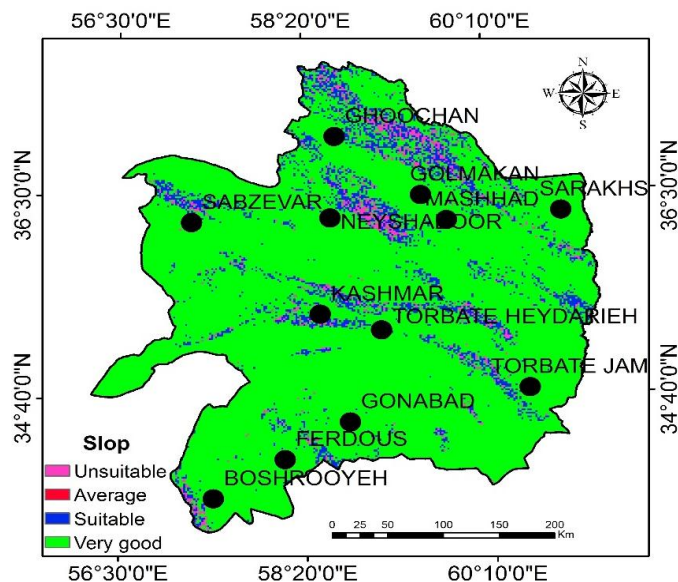 56°30'0"E 58°20'0"E 60°10'0"E
N
W E
S
GHOOCHAN
GOLMAKAN
36°30'0"N
SABZEVAR
MASHHAD
SARAKHS
36°30'0"N
NEYSHABOOR
KASHMAR
TORBATE HEYDARIEH
TORBATE JAM
34°40'0"N
34°40'0"N
GONABAD
FERDOUS
BOSHROOYEH
Slop
Unsuitable
Average
Suitable
Very good
0 25 50 100 150 200
Km
56°30'0"E 58°20'0"E 60°10'0"E